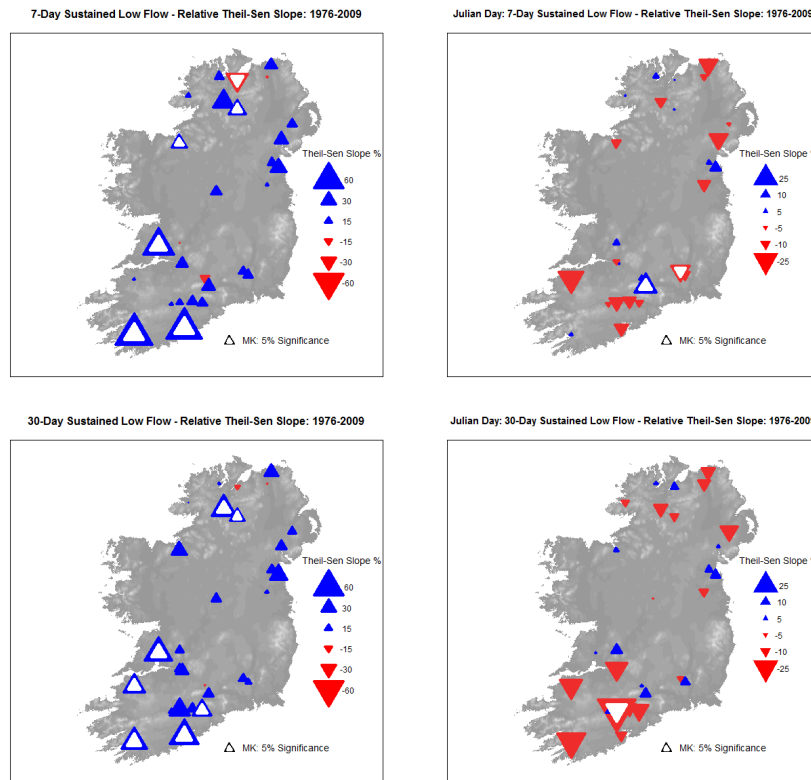 7-Day Sustained Low Flow - Relative Theil-Sen Slope: 1976-2009
Theil-Sen Slope %
60
30
15
-15
-30
-60
MK: 5% Significance
Julian Day: 7-Day Sustained Low Flow - Relative Theil-Sen Slope: 1976-2009
Theil-Sen Slope %
25
10
5
-5
-10
-25
MK: 5% Significance
30-Day Sustained Low Flow - Relative Theil-Sen Slope: 1976-2009
Theil-Sen Slope %
60
30
15
-15
-30
-60
MK: 5% Significance
Julian Day: 30-Day Sustained Low Flow - Relative Theil-Sen Slope: 1976-2009
Theil-Sen Slope %
25
10
5
-5
-10
-25
MK: 5% Significance